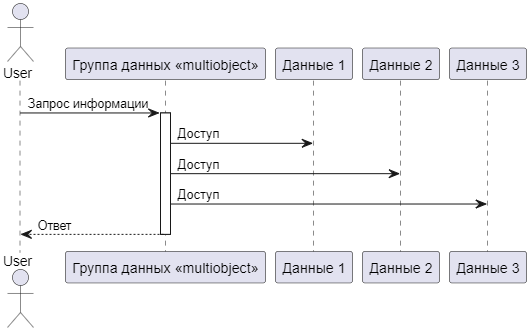 User
Группа данных «multiobject»
Данные 1
Данные 2
Данные 3
Запрос информации
Доступ
Доступ
Доступ
Ответ
User
Группа данных «multiobject»
Данные 1
Данные 2
Данные 3